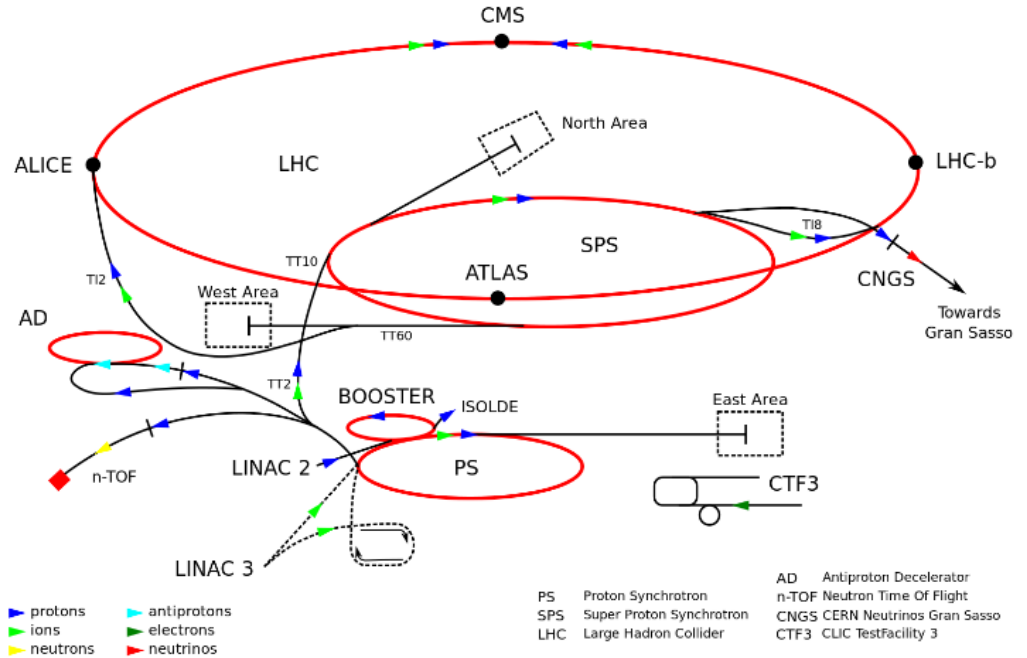 CMS
North Area
ALICE
LHC
LHC-b
SPS
TI8
TT10
ATLAS
CNGS
TI2
West Area
Towards
Gran Sasso
AD
TT60
TT2
BOOSTER
ISOLDE
East Area
n-TOF
LINAC 2
PS
CTF3
LINAC 3
protons
ions
neutrons
antiprotons
electrons
neutrinos
PS Proton Synchrotron
SPS Super Proton Synchrotron
LHC Large Hadron Collider
AD Antiproton Decelerator
n-TOF Neutron Time Of Flight
CNGS CERN Neutrinos Gran Sasso
CTF3 CLIC TestFacility 3